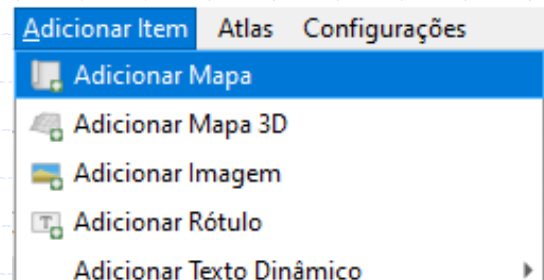 Adicionar Item Atlas Configurações
Adicionar Mapa
Adicionar Mapa 3D
Adicionar Imagem
Adicionar Rótulo
Adicionar Texto Dinâmico